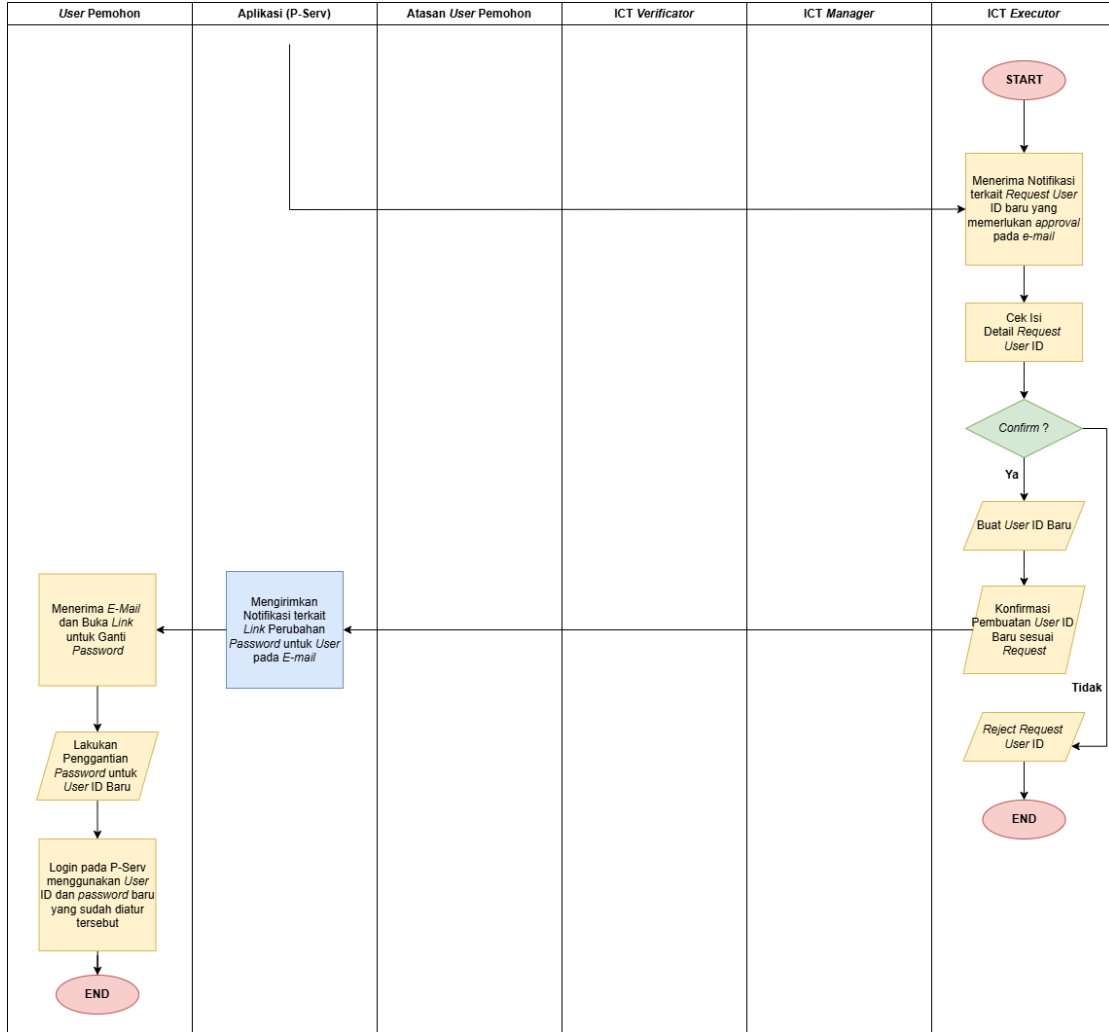 User Pemohon
Aplikasi (P-Serv)
Atasan User Pemohon
ICT Verificator
ICT Manager
ICT Executor
START
Menerima Notifikasi
terkait Request User
ID baru yang
memerlukan approval
pada e-mail
Cek Isi
Detail Request
User ID
Confirm ?
Ya
Buat User ID Baru
Konfirmasi
Pembuatan User ID
Baru sesuai
Request
Tidak
Reject Request
User ID
END
Mengirimkan
Notifikasi terkait
Link Perubahan
Password untuk User
pada E-mail
Menerima E-Mail
dan Buka Link
untuk Ganti
Password
Lakukan
Penggantian
Password untuk
User ID Baru
Login pada P-Serv
menggunakan User
ID dan password baru
yang sudah diatur
tersebut
END